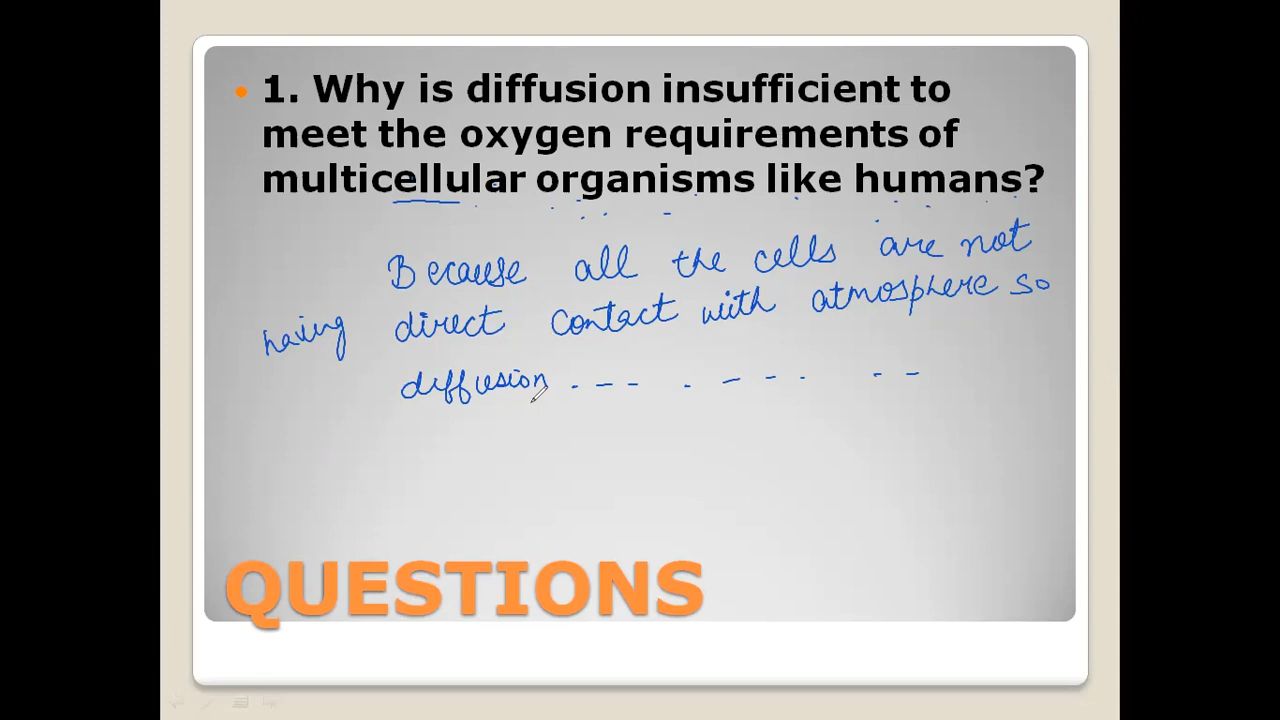 1. Why is diffusion insufficient to
meet the oxygen requirements of
multicellular organisms like humans?
Because all the cells are not
having direct contact with atmosphere so
diffusion . - - . - - . - -
QUESTIONS